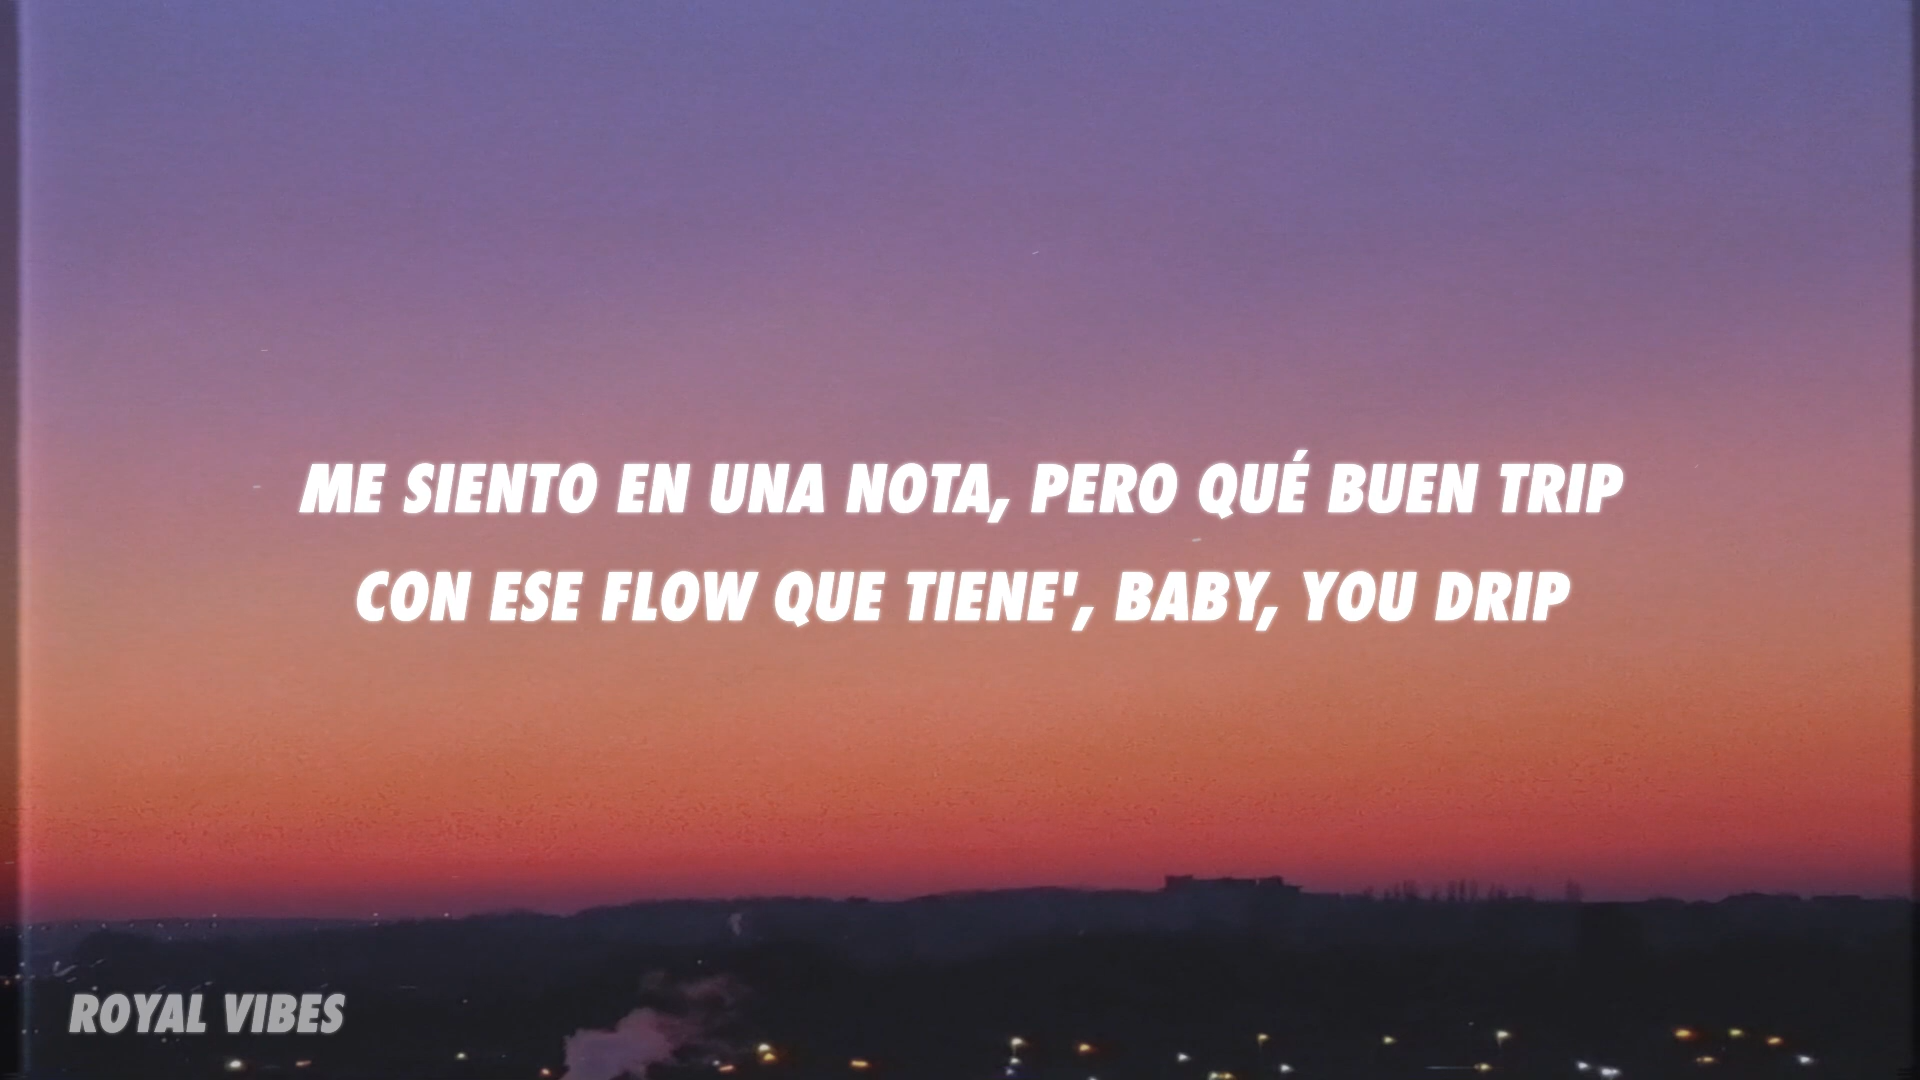 ME SIENTO EN UNA NOTA, PERO QUÉ BUEN TRIP
CON ESE FLOW QUE TIENE', BABY, YOU DRIP
ROYAL VIBES